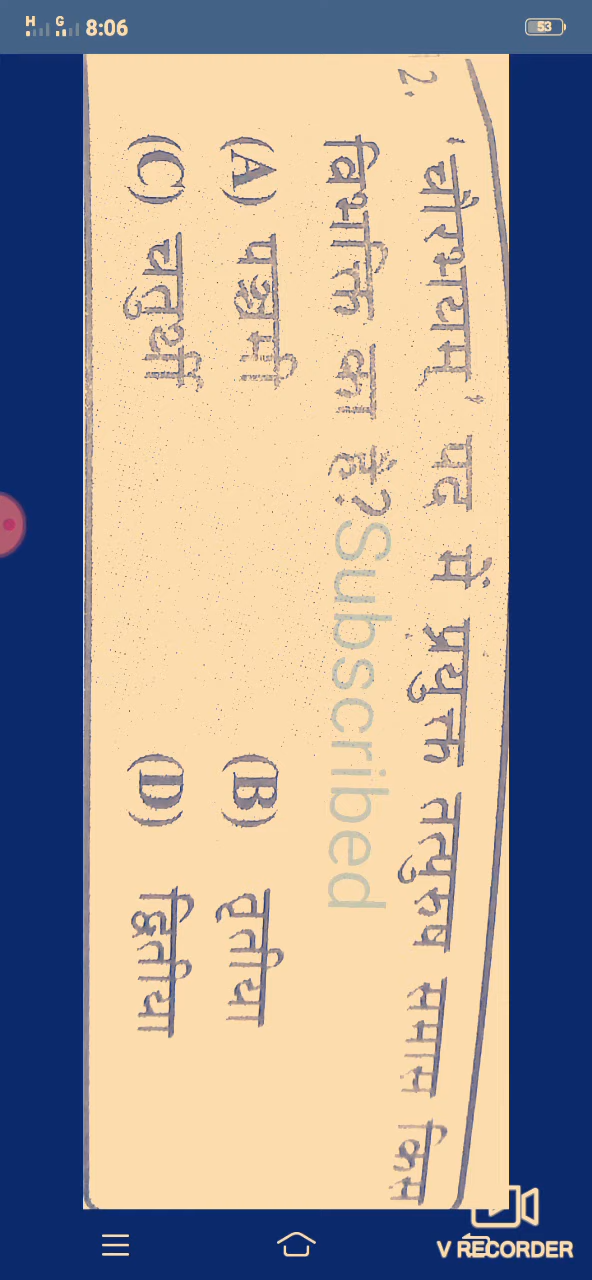 H G 8:06
53
2.
'चौरभयम्' पद में प्रयुक्त तत्पुरुष समास किस
विभक्ति का है?
Subscribed
(A) पञ्चमी (B) तृतीया
(C) चतुर्थी (D) द्वितीया
V RECORDER